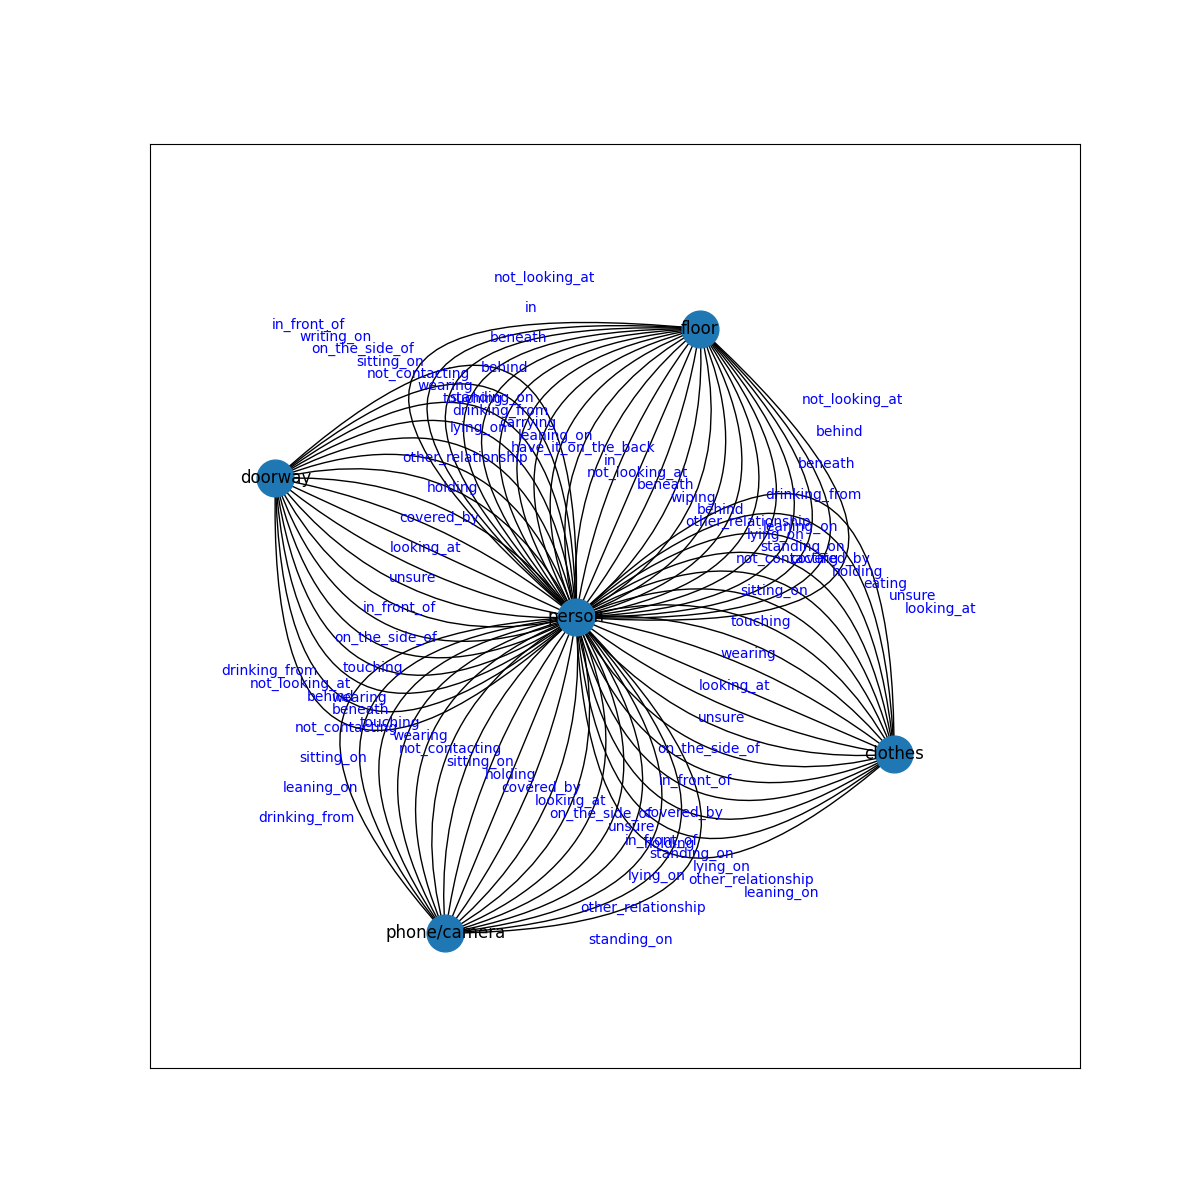 not_looking_at
in
in_front_of
floor
writing_on
beneath
on_the_side_of
sitting_on
behind
not_contacting
wearing
touching
standing_on
not_looking_at
drinking_from
carrying
lying_on
behind
leaning_on
have_it_on_the_back
other_relationship
in
beneath
not_looking_at
doorway
beneath
holding
drinking_from
wiping
behind
covered_by
other_relationship
leaning_on
lying_on
looking_at
standing_on
not_contacting
covered_by
holding
unsure
eating
sitting_on
unsure
in_front_of
looking_at
person
touching
on_the_side_of
wearing
touching
drinking_from
not_looking_at
looking_at
behind
wearing
beneath
unsure
touching
not_contacting
wearing
not_contacting
on_the_side_of
clothes
sitting_on
sitting_on
holding
in_front_of
leaning_on
covered_by
looking_at
drinking_from
on_the_side_of
covered_by
unsure
in_front_of
holding
standing_on
lying_on
lying_on
other_relationship
leaning_on
other_relationship
phone/camera
standing_on